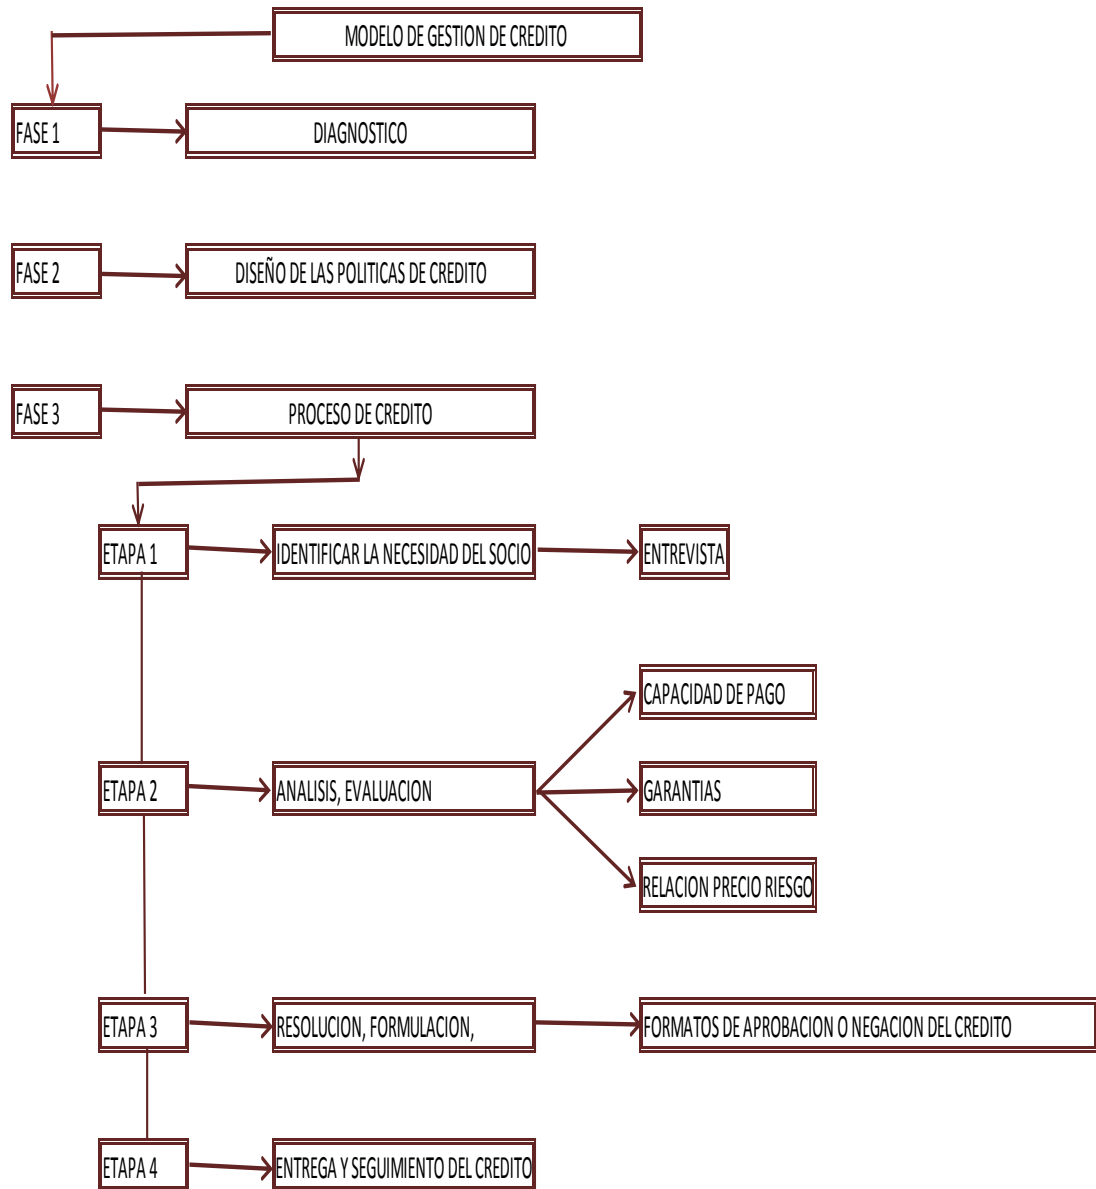 MODELO DE GESTION DE CREDITO
FASE 1
DIAGNOSTICO
FASE 2
DISEÑO DE LAS POLITICAS DE CREDITO
FASE 3
PROCESO DE CREDITO
ETAPA 1
IDENTIFICAR LA NECESIDAD DEL SOCIO
ENTREVISTA
CAPACIDAD DE PAGO
ETAPA 2
ANALISIS, EVALUACION
GARANTIAS
RELACION PRECIO RIESGO
ETAPA 3
RESOLUCION, FORMULACION,
FORMATOS DE APROBACION O NEGACION DEL CREDITO
ETAPA 4
ENTREGA Y SEGUIMIENTO DEL CREDITO